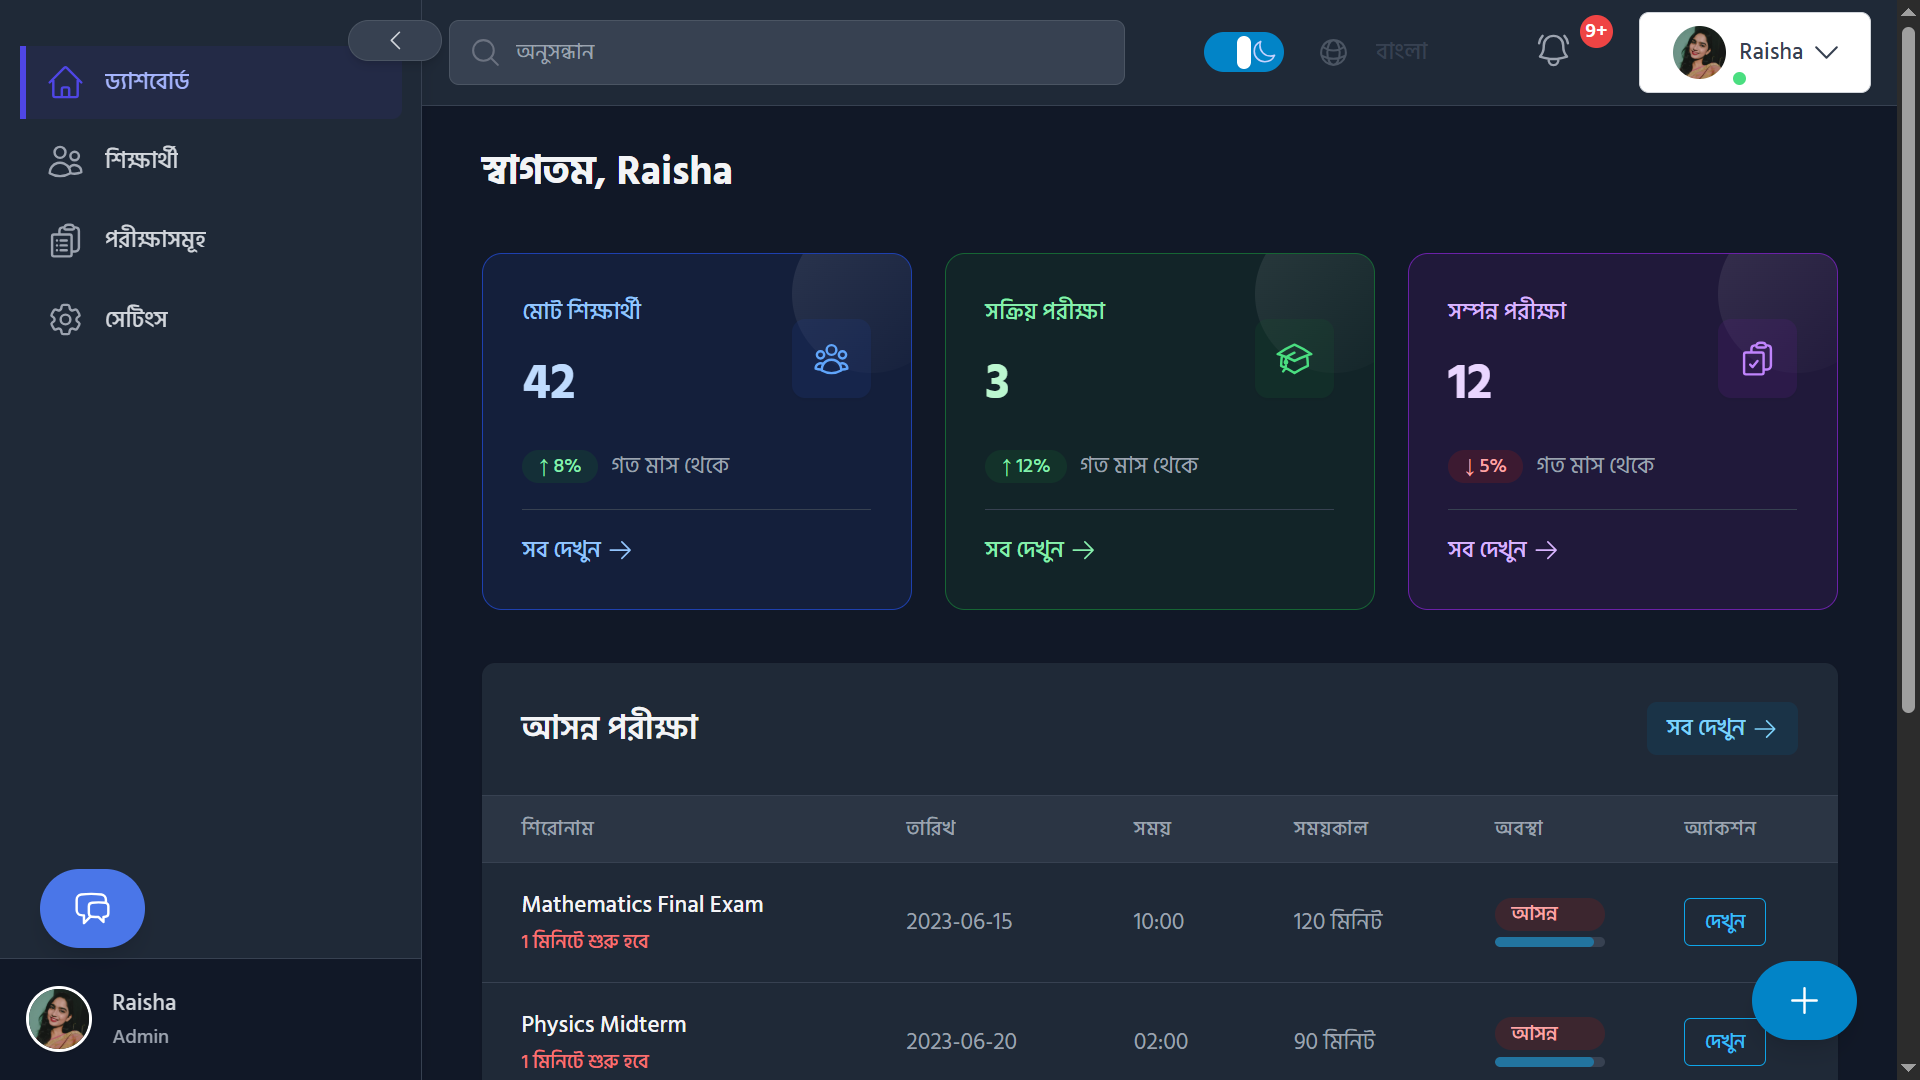 ড্যাশবোর্ড
শিক্ষার্থী
পরীক্ষাসমূহ
সেটিংস
Raisha
Admin
অনুসন্ধান
বাংলা
9+
Raisha
স্বাগতম, Raisha
মোট শিক্ষার্থী
42
↑ 8% গত মাস থেকে
সব দেখুন →
সক্রিয় পরীক্ষা
3
↑ 12% গত মাস থেকে
সব দেখুন →
সম্পন্ন পরীক্ষা
12
↓ 5% গত মাস থেকে
সব দেখুন →
আসন্ন পরীক্ষা
সব দেখুন →
শিরোনাম তারিখ সময় সময়কাল অবস্থা অ্যাকশন
Mathematics Final Exam
1 মিনিটে শুরু হবে
2023-06-15 10:00 120 মিনিট আসন্ন দেখুন
Physics Midterm
1 মিনিটে শুরু হবে
2023-06-20 02:00 90 মিনিট আসন্ন দেখুন